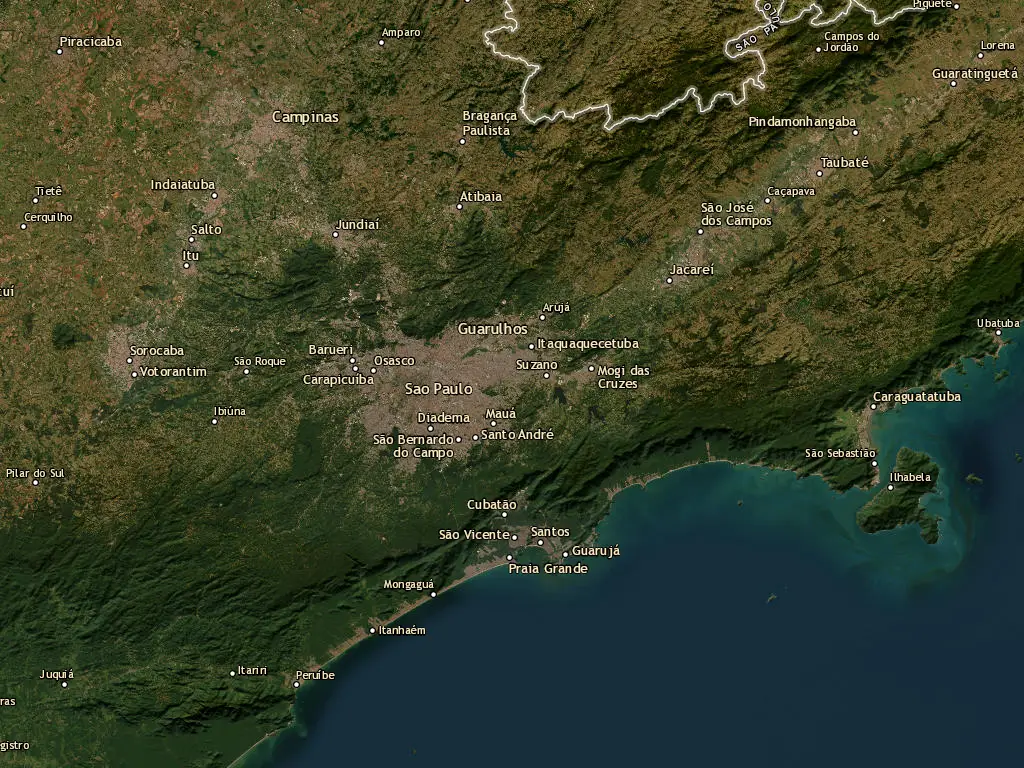 Piquete
SÃO PA
Piracicaba
Amparo
Campos do
Jordão
Lorena
Guaratinguetá
Campinas
Bragança
Paulista
Pindamonhangaba
Taubaté
Tietê
Indaiatuba
Atibaia
Caçapava
Cerquilho
São José
dos Campos
Salto
Jundiaí
Itu
Jacareí
Arujá
Guarulhos
Ubatuba
Itaquaquecetuba
Sorocaba
Barueri
São Roque
Osasco
Suzano
Votorantim
Carapicuíba
Mogi das
Cruzes
Sao Paulo
Caraguatatuba
Ibiúna
Diadema
Mauá
São Bernardo
do Campo
Santo André
São Sebastião
Pilar do Sul
Ilhabela
Cubatão
São Vicente
Santos
Guarujá
Praia Grande
Mongaguá
Itanhaém
Juquiá
Itariri
Peruíbe